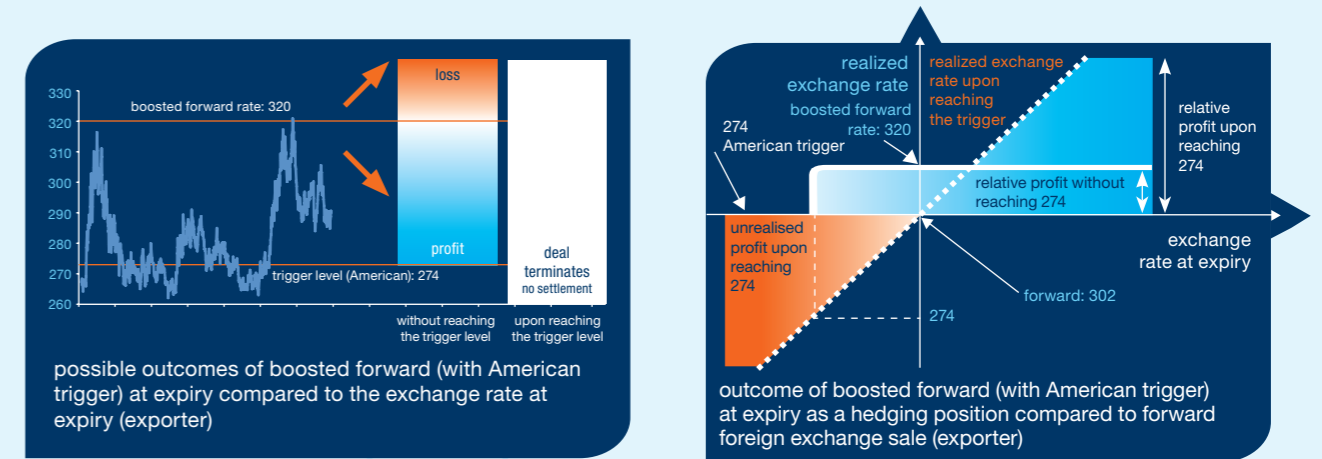 330
320
310
300
290
280
270
260
boosted forward rate: 320
trigger level (American): 274
loss
profit
deal
terminates
no settlement
without reaching
the trigger level
upon reaching
the trigger level
possible outcomes of boosted forward (with American
trigger) at expiry compared to the exchange rate at
expiry (exporter)
realized
exchange rate
boosted forward
rate: 320
realized exchange
rate upon
reaching
the trigger
274
American trigger
relative
profit upon
reaching
274
relative profit without
reaching 274
unrealised
profit upon
reaching
274
exchange
rate at expiry
forward: 302
274
outcome of boosted forward (with American trigger)
at expiry as a hedging position compared to forward
foreign exchange sale (exporter)